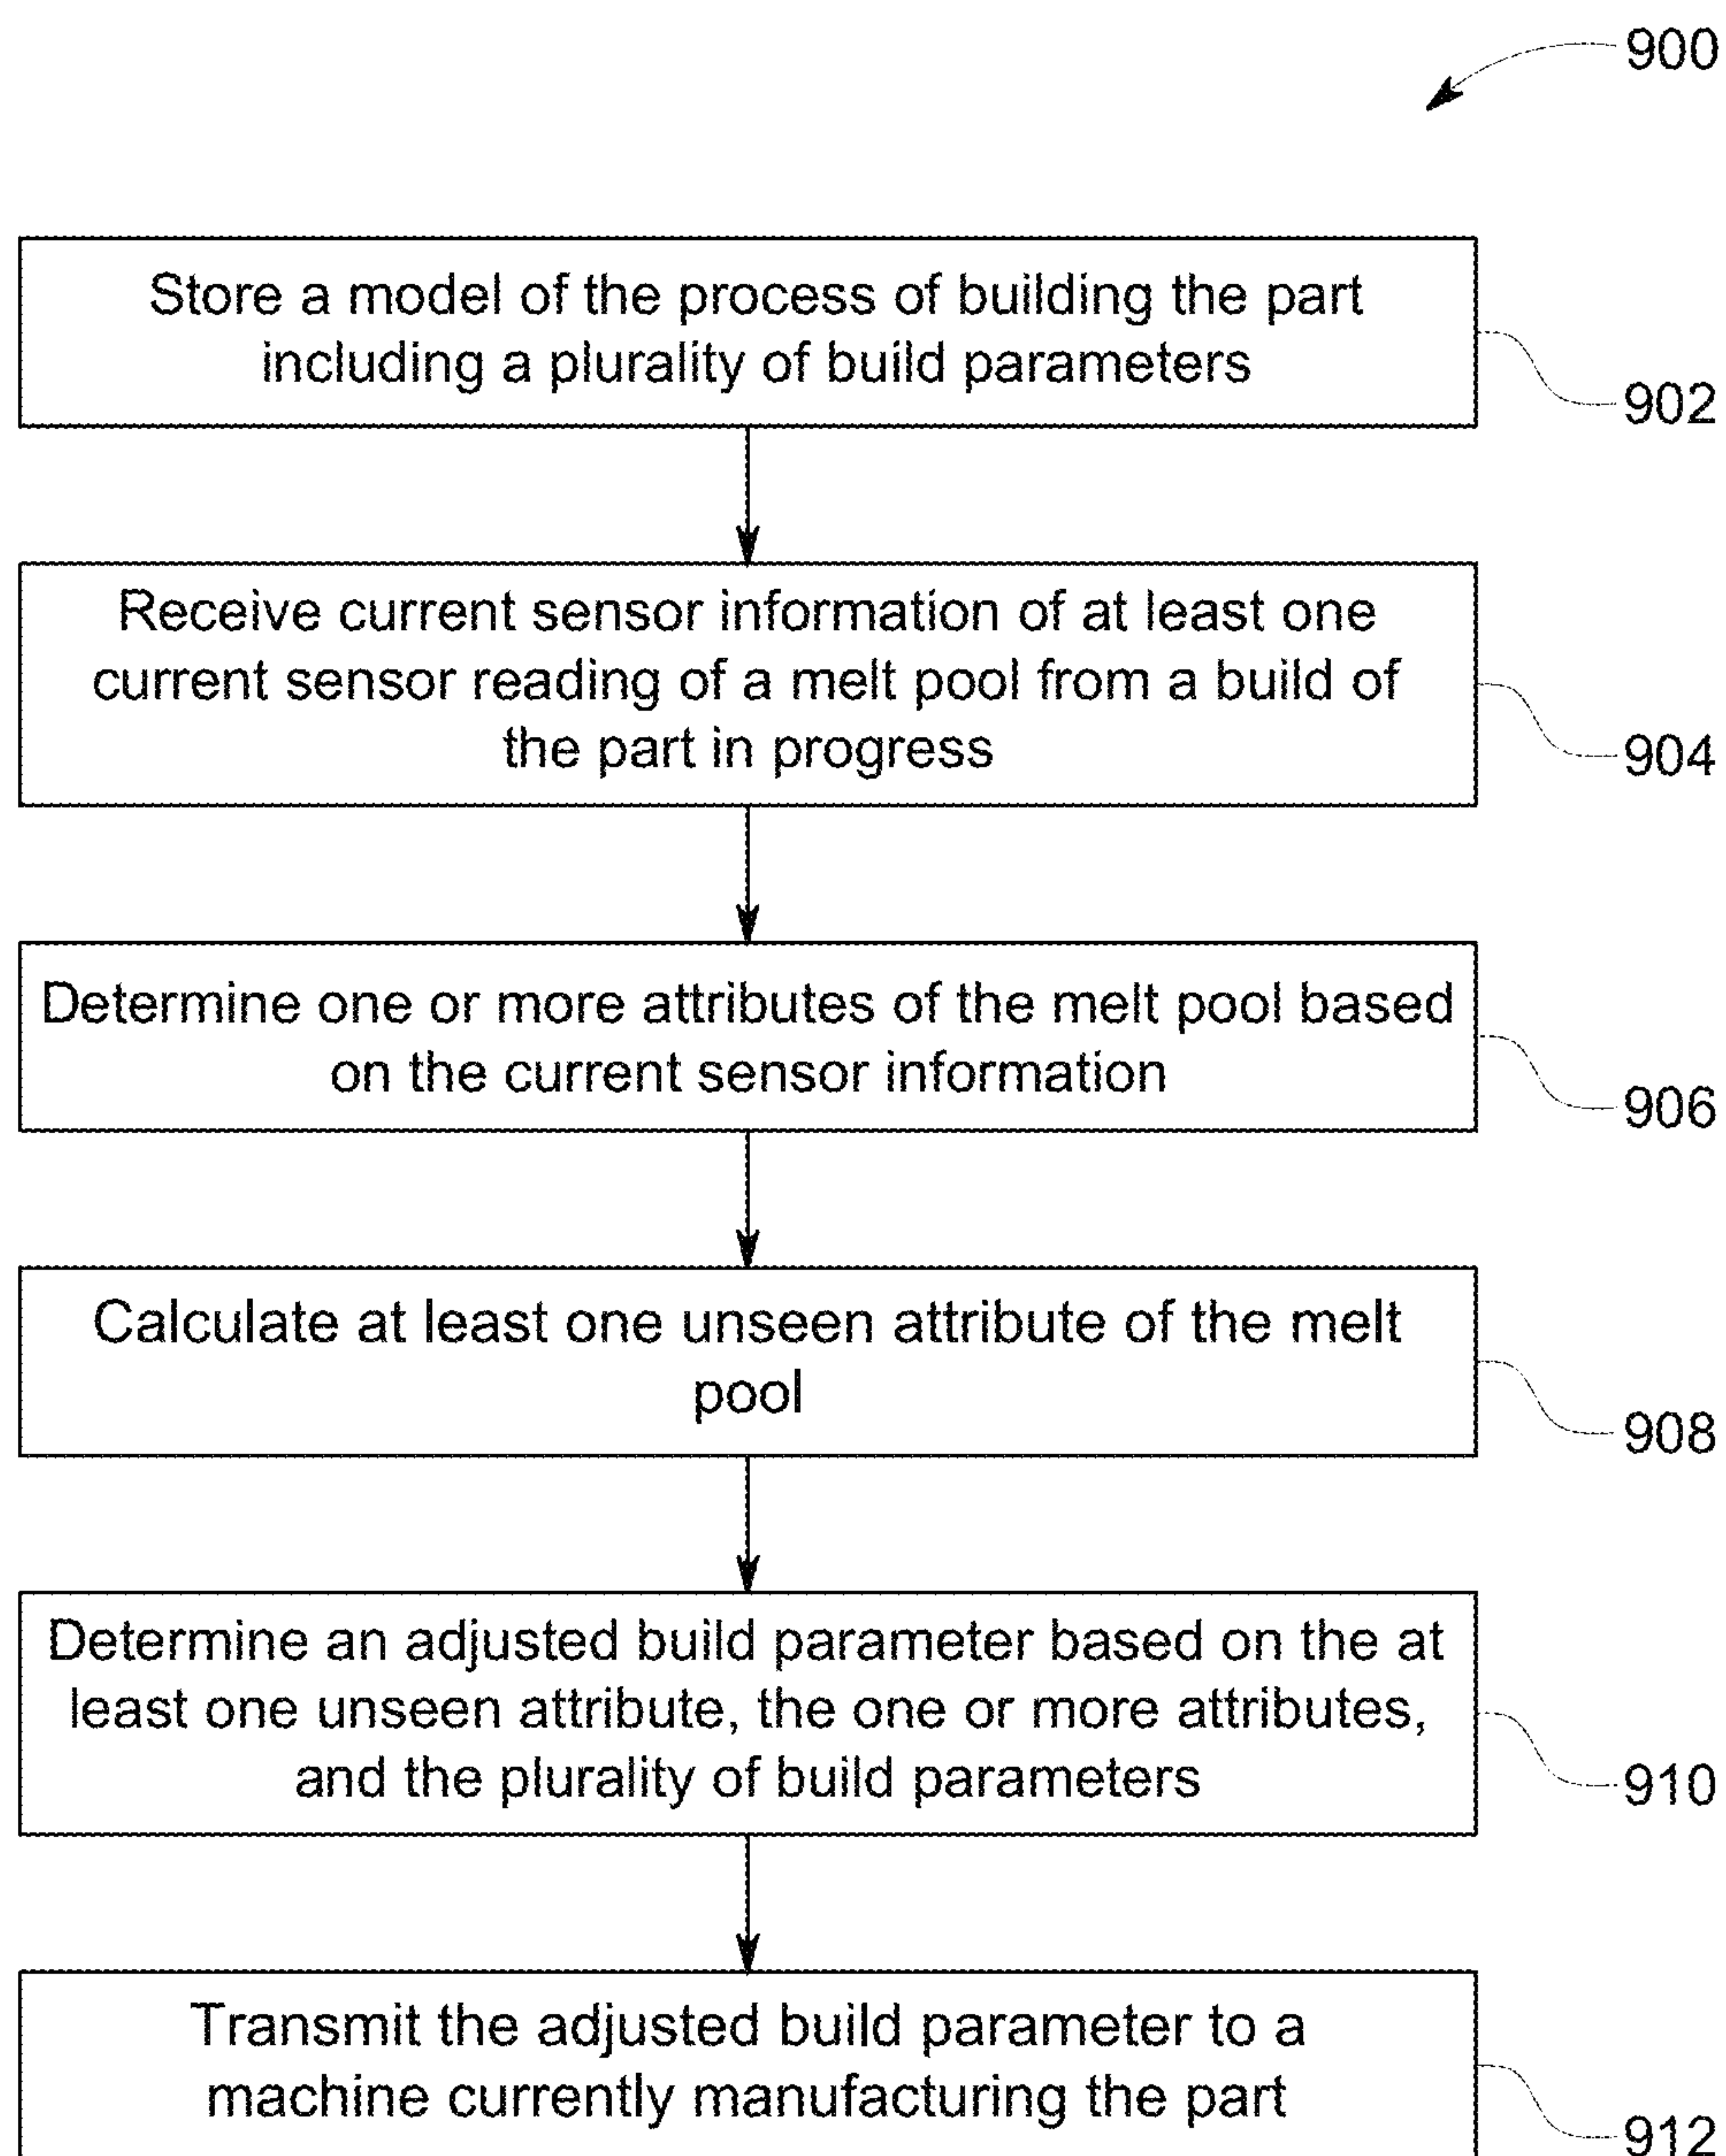 900
Store a model of the process of building the part
including a plurality of build parameters
902
Receive current sensor information of at least one
current sensor reading of a melt pool from a build of
the part in progress
904
Determine one or more attributes of the melt pool based
on the current sensor information
906
Calculate at least one unseen attribute of the melt
pool
908
Determine an adjusted build parameter based on the at
least one unseen attribute, the one or more attributes,
and the plurality of build parameters
910
Transmit the adjusted build parameter to a
machine currently manufacturing the part
912